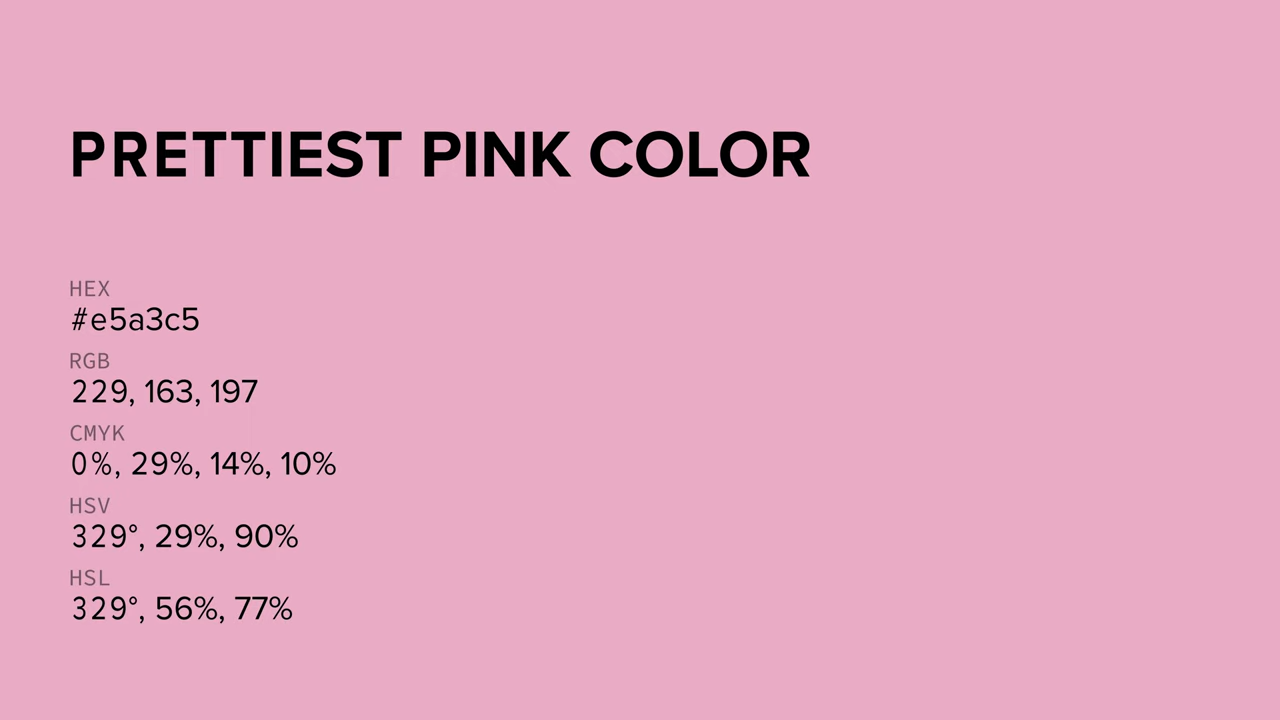 PRETTIEST PINK COLOR
HEX
#e5a3c5
RGB
229, 163, 197
CMYK
0%, 29%, 14%, 10%
HSV
329°, 29%, 90%
HSL
329°, 56%, 77%